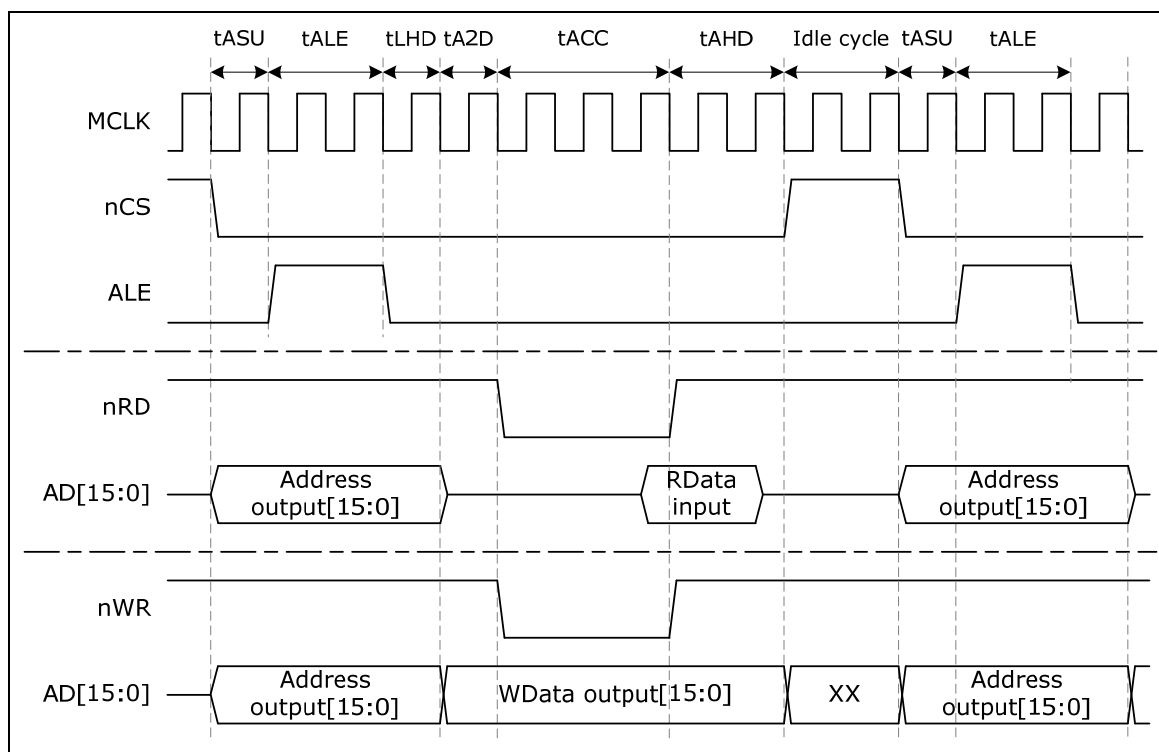 tASU tALE tLHD tA2D tACC tAHD Idle cycle tASU tALE
MCLK
nCS
ALE
nRD
AD[15:0]
Address
output[15:0]
RData
input
Address
output[15:0]
nWR
AD[15:0]
Address
output[15:0]
WData output[15:0]
XX
Address
output[15:0]